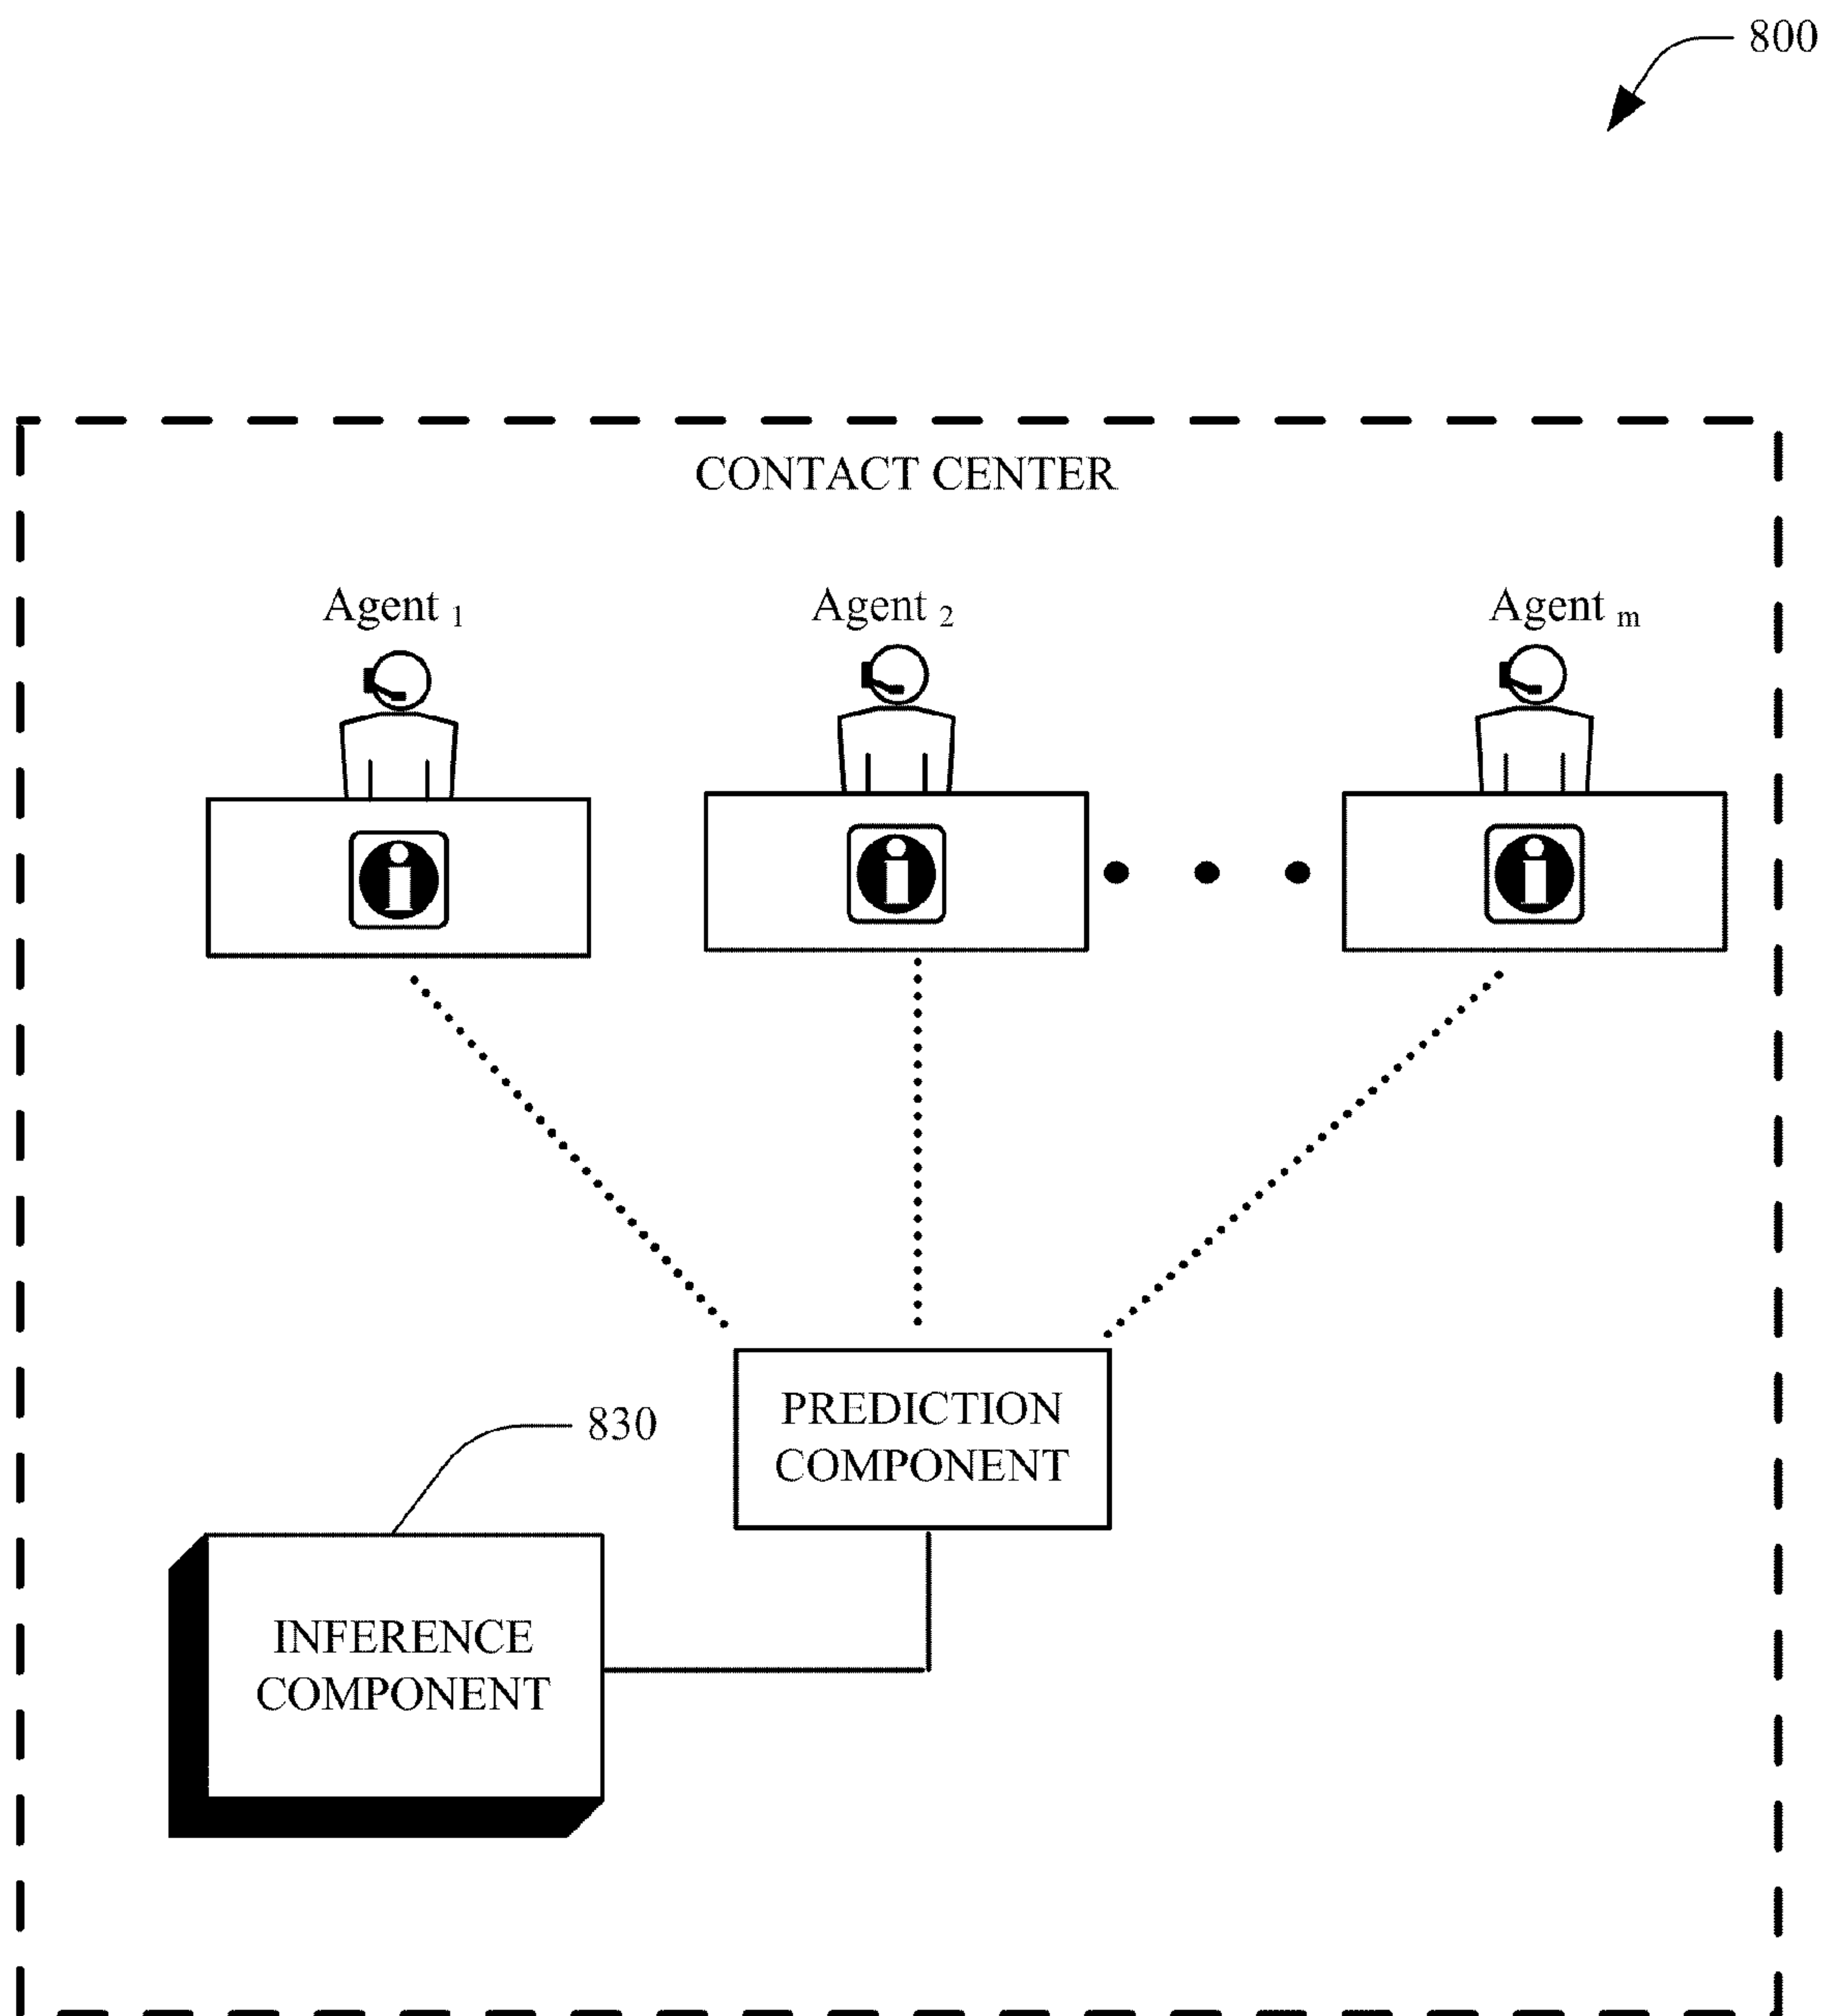 800
CONTACT CENTER
Agent 1
Agent 2
Agent m
i
i
i
PREDICTION
COMPONENT
830
INFERENCE
COMPONENT